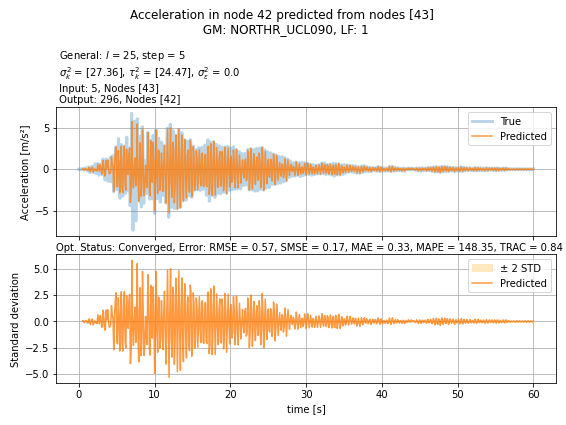 Acceleration in node 42 predicted from nodes [43]
GM: NORTHR_UCL090, LF: 1
General: l = 25, step = 5
σ²ₖ = [27.36], τ²ₖ = [24.47], σ²ε = 0.0
Input: 5, Nodes [43]
Output: 296, Nodes [42]
True
Predicted
5
0
−5
Acceleration [m/s²]
Opt. Status: Converged, Error: RMSE = 0.57, SMSE = 0.17, MAE = 0.33, MAPE = 148.35, TRAC = 0.84
± 2 STD
Predicted
5.0
2.5
0.0
−2.5
−5.0
Standard deviation
0 10 20 30 40 50 60
time [s]